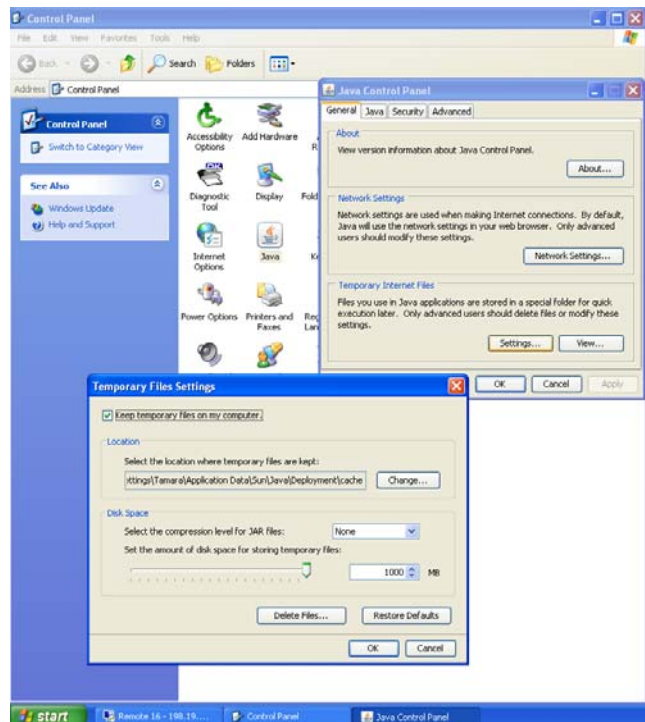 Control Panel
File Edit View Favorites Tools Help
Back Search Folders
Address Control Panel
Control Panel
Switch to Category View
See Also
Windows Update
Help and Support
Accessibility Options
Add Hardware
Diagnostic Tool
Display
Fold
Internet Options
Java
Power Options
Printers and Faxes
Reg
Lan
Java Control Panel
General Java Security Advanced
About
View version information about Java Control Panel.
About...
Network Settings
Network settings are used when making Internet connections. By default,
Java will use the network settings in your web browser. Only advanced
users should modify these settings.
Network Settings...
Temporary Internet Files
Files you use in Java applications are stored in a special folder for quick
execution later. Only advanced users should delete files or modify these
settings.
Settings... View...
OK Cancel Apply
Temporary Files Settings
Keep temporary files on my computer.
Location
Select the location where temporary files are kept:
ttings\Tamara\Application Data\Sun\Java\Deployment\cache Change...
Disk Space
Select the compression level for JAR files: None
Set the amount of disk space for storing temporary files:
1000 MB
Delete Files... Restore Defaults
OK Cancel
start Remote 16 - 198.19.... Control Panel Java Control Panel